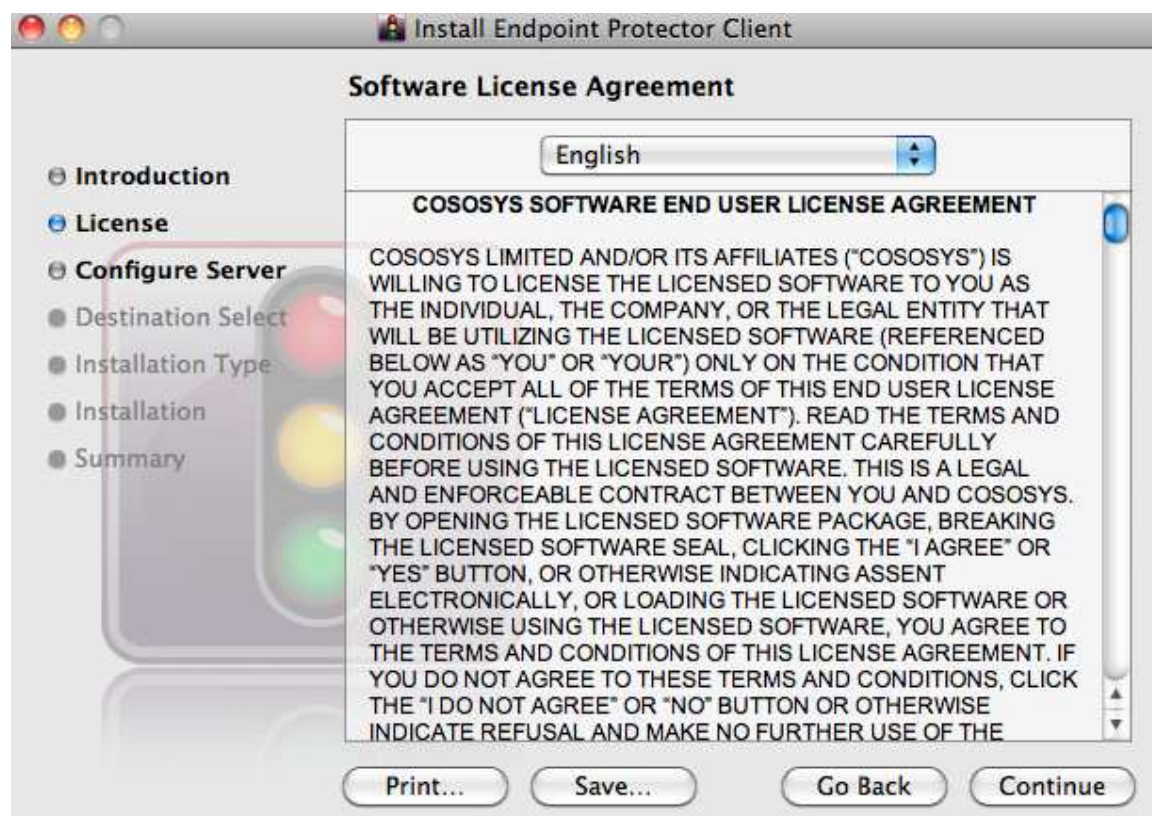 Install Endpoint Protector Client
Software License Agreement
Introduction
License
Configure Server
Destination Select
Installation Type
Installation
Summary
English
COSOSYS SOFTWARE END USER LICENSE AGREEMENT
COSOSYS LIMITED AND/OR ITS AFFILIATES (“COSOSYS”) IS
WILLING TO LICENSE THE LICENSED SOFTWARE TO YOU AS
THE INDIVIDUAL, THE COMPANY, OR THE LEGAL ENTITY THAT
WILL BE UTILIZING THE LICENSED SOFTWARE (REFERENCED
BELOW AS “YOU” OR “YOUR”) ONLY ON THE CONDITION THAT
YOU ACCEPT ALL OF THE TERMS OF THIS END USER LICENSE
AGREEMENT (“LICENSE AGREEMENT”). READ THE TERMS AND
CONDITIONS OF THIS LICENSE AGREEMENT CAREFULLY
BEFORE USING THE LICENSED SOFTWARE. THIS IS A LEGAL
AND ENFORCEABLE CONTRACT BETWEEN YOU AND COSOSYS.
BY OPENING THE LICENSED SOFTWARE PACKAGE, BREAKING
THE LICENSED SOFTWARE SEAL, CLICKING THE “I AGREE” OR
“YES” BUTTON, OR OTHERWISE INDICATING ASSENT
ELECTRONICALLY, OR LOADING THE LICENSED SOFTWARE OR
OTHERWISE USING THE LICENSED SOFTWARE, YOU AGREE TO
THE TERMS AND CONDITIONS OF THIS LICENSE AGREEMENT. IF
YOU DO NOT AGREE TO THESE TERMS AND CONDITIONS, CLICK
THE “I DO NOT AGREE” OR “NO” BUTTON OR OTHERWISE
INDICATE REFUSAL AND MAKE NO FURTHER USE OF THE
Print... Save... Go Back Continue